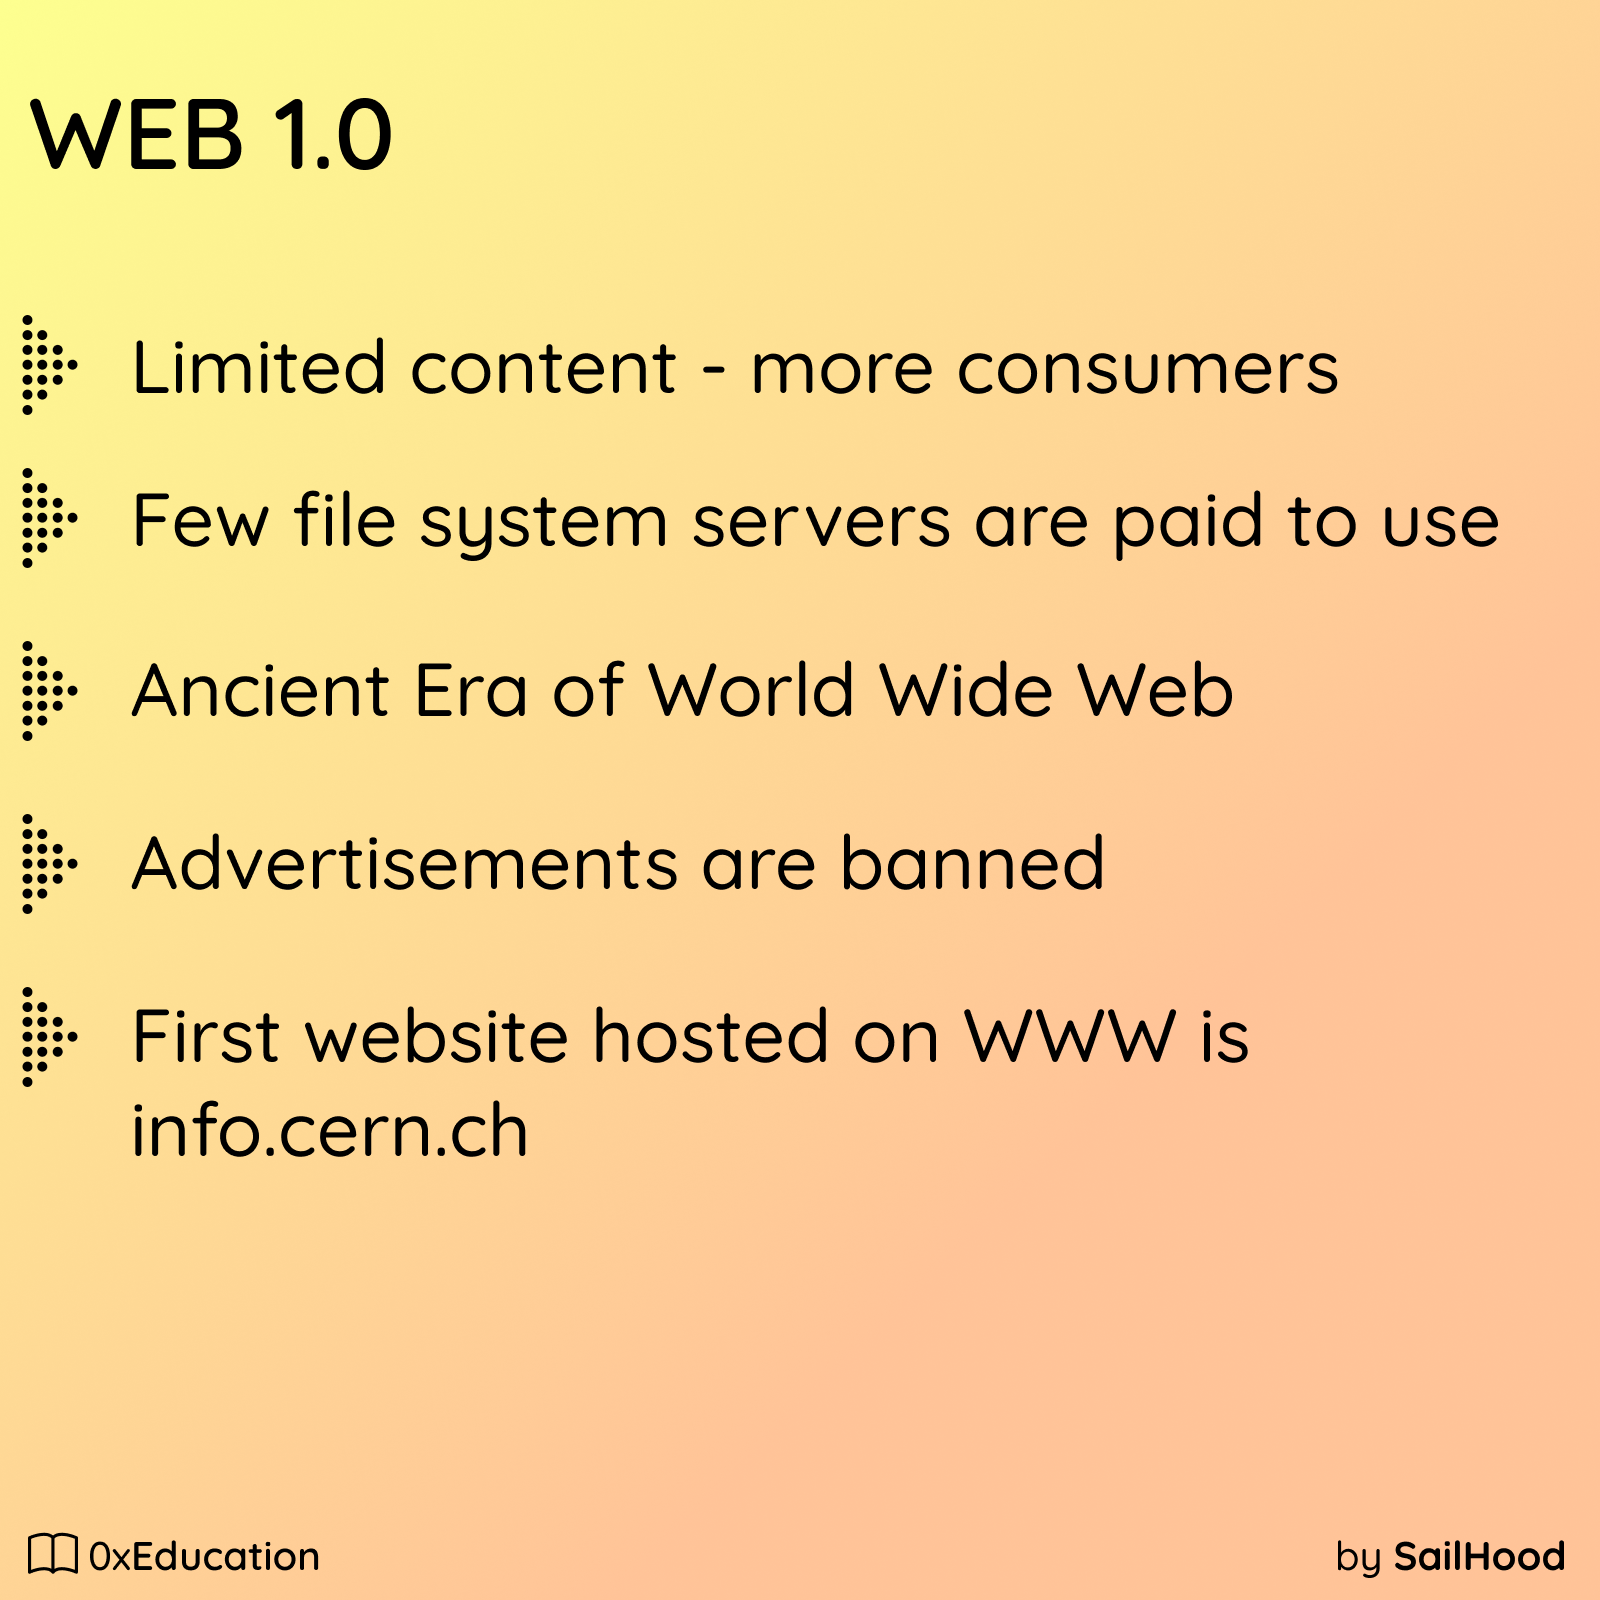 WEB 1.0
Limited content - more consumers
Few file system servers are paid to use
Ancient Era of World Wide Web
Advertisements are banned
First website hosted on WWW is
info.cern.ch
0xEducation
by SailHood